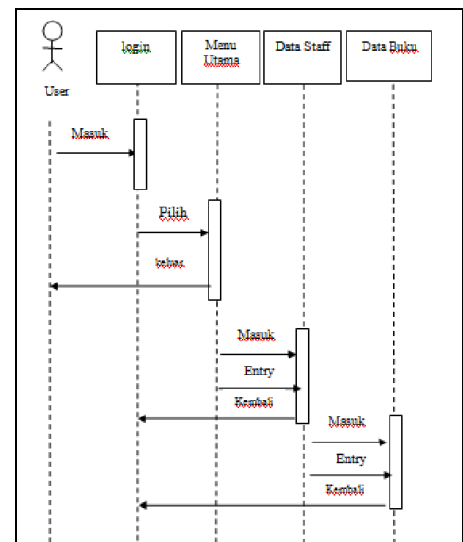 login
Menu
Utama
Data Staff
Data Buku
User
Masuk
Pilih
keluar
Masuk
Entry
Kembali
Masuk
Entry
Kembali